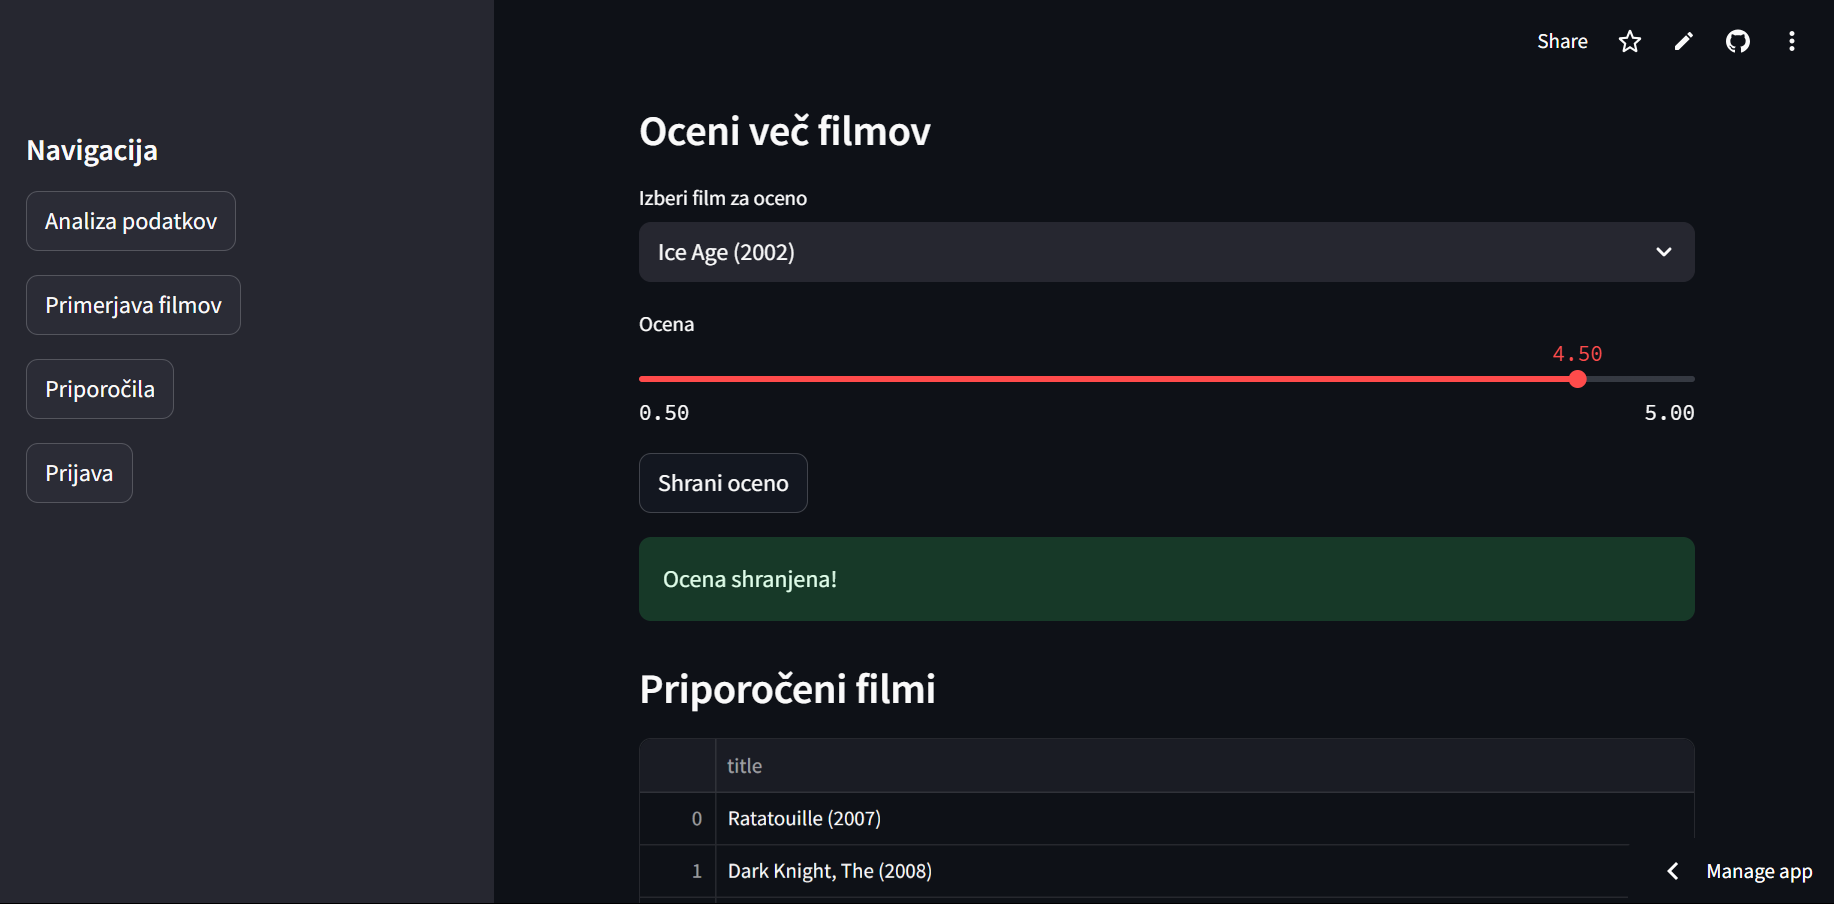 Share
Navigacija
Analiza podatkov
Primerjava filmov
Priporočila
Prijava
Oceni več filmov
Izberi film za oceno
Ice Age (2002)
Ocena
4.50
0.50
5.00
Shrani oceno
Ocena shranjena!
Priporočeni filmi
title
0 Ratatouille (2007)
1 Dark Knight, The (2008)
Manage app